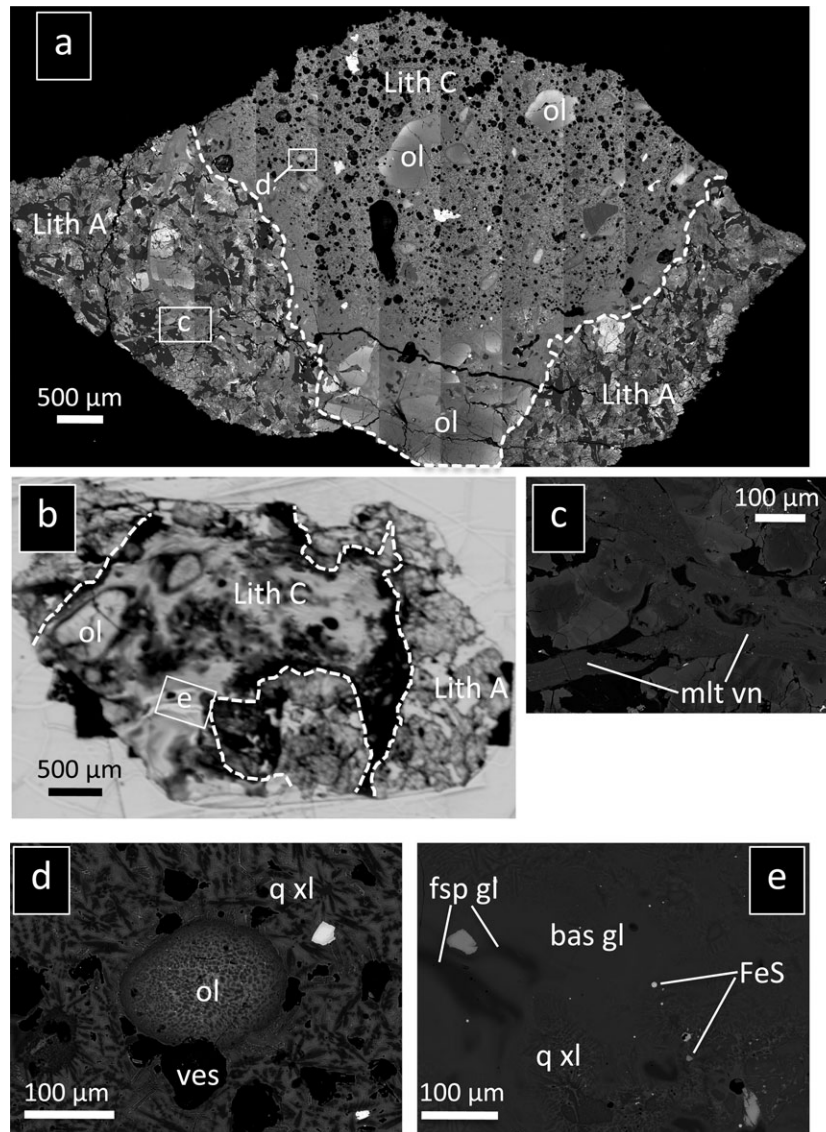 a
Lith C
ol
ol
d
Lith A
c
Lith A
500 µm
ol
b
Lith C
ol
e
Lith A
500 µm
c
100 µm
mlt vn
d
q xl
ol
ves
100 µm
e
fsp gl
bas gl
FeS
q xl
100 µm